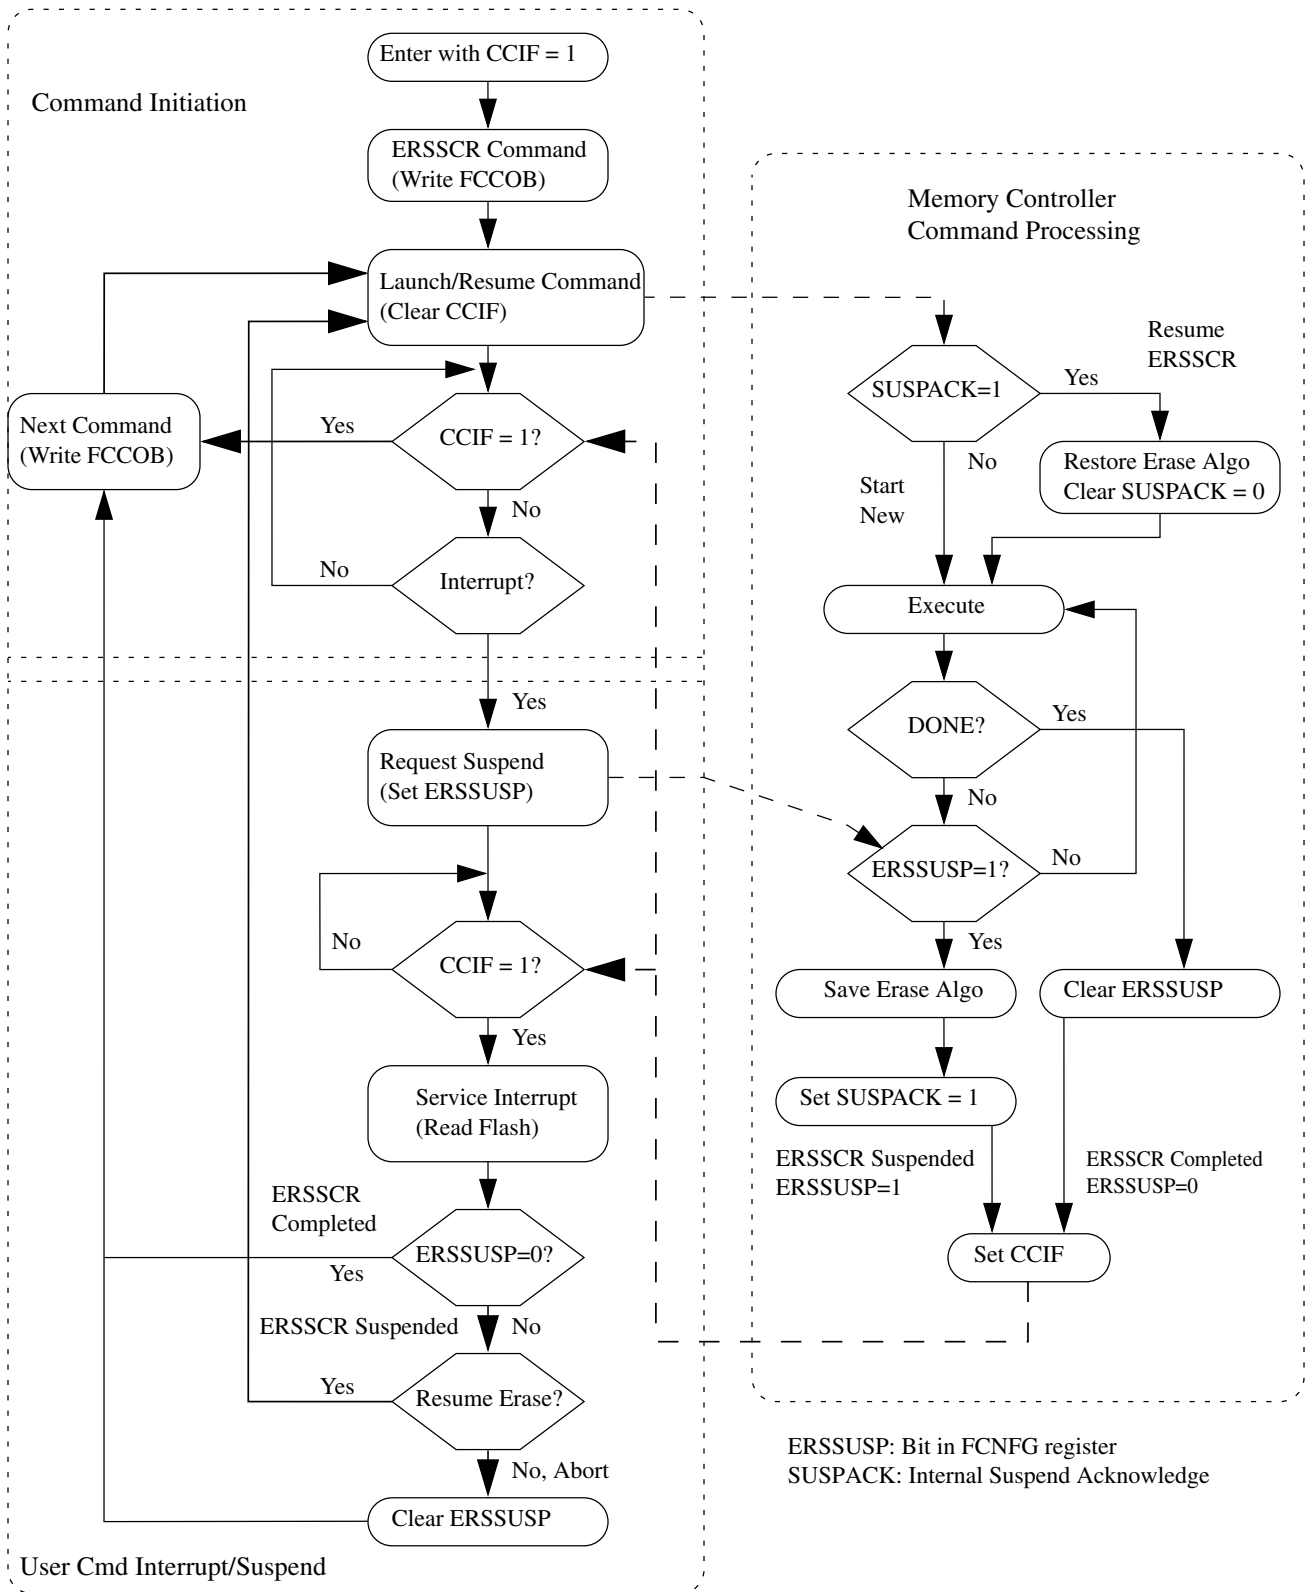 Enter with CCIF = 1
Command Initiation
ERSSCR Command
(Write FCCOB)
Launch/Resume Command
(Clear CCIF)
Next Command
(Write FCCOB)
Yes
CCIF = 1?
No
No
Interrupt?
Yes
Request Suspend
(Set ERSSUSP)
No
CCIF = 1?
Yes
Service Interrupt
(Read Flash)
ERSSCR
Completed
ERSSUSP=0?
Yes
ERSSCR Suspended
No
Yes
Resume Erase?
No, Abort
Clear ERSSUSP
User Cmd Interrupt/Suspend
Memory Controller
Command Processing
Resume
ERSSCR
SUSPACK=1
Yes
No
Restore Erase Algo
Clear SUSPACK = 0
Start
New
Execute
DONE?
Yes
No
ERSSUSP=1?
No
Yes
Save Erase Algo
Clear ERSSUSP
Set SUSPACK = 1
ERSSCR Suspended
ERSSUSP=1
ERSSCR Completed
ERSSUSP=0
Set CCIF
ERSSUSP: Bit in FCNFG register
SUSPACK: Internal Suspend Acknowledge